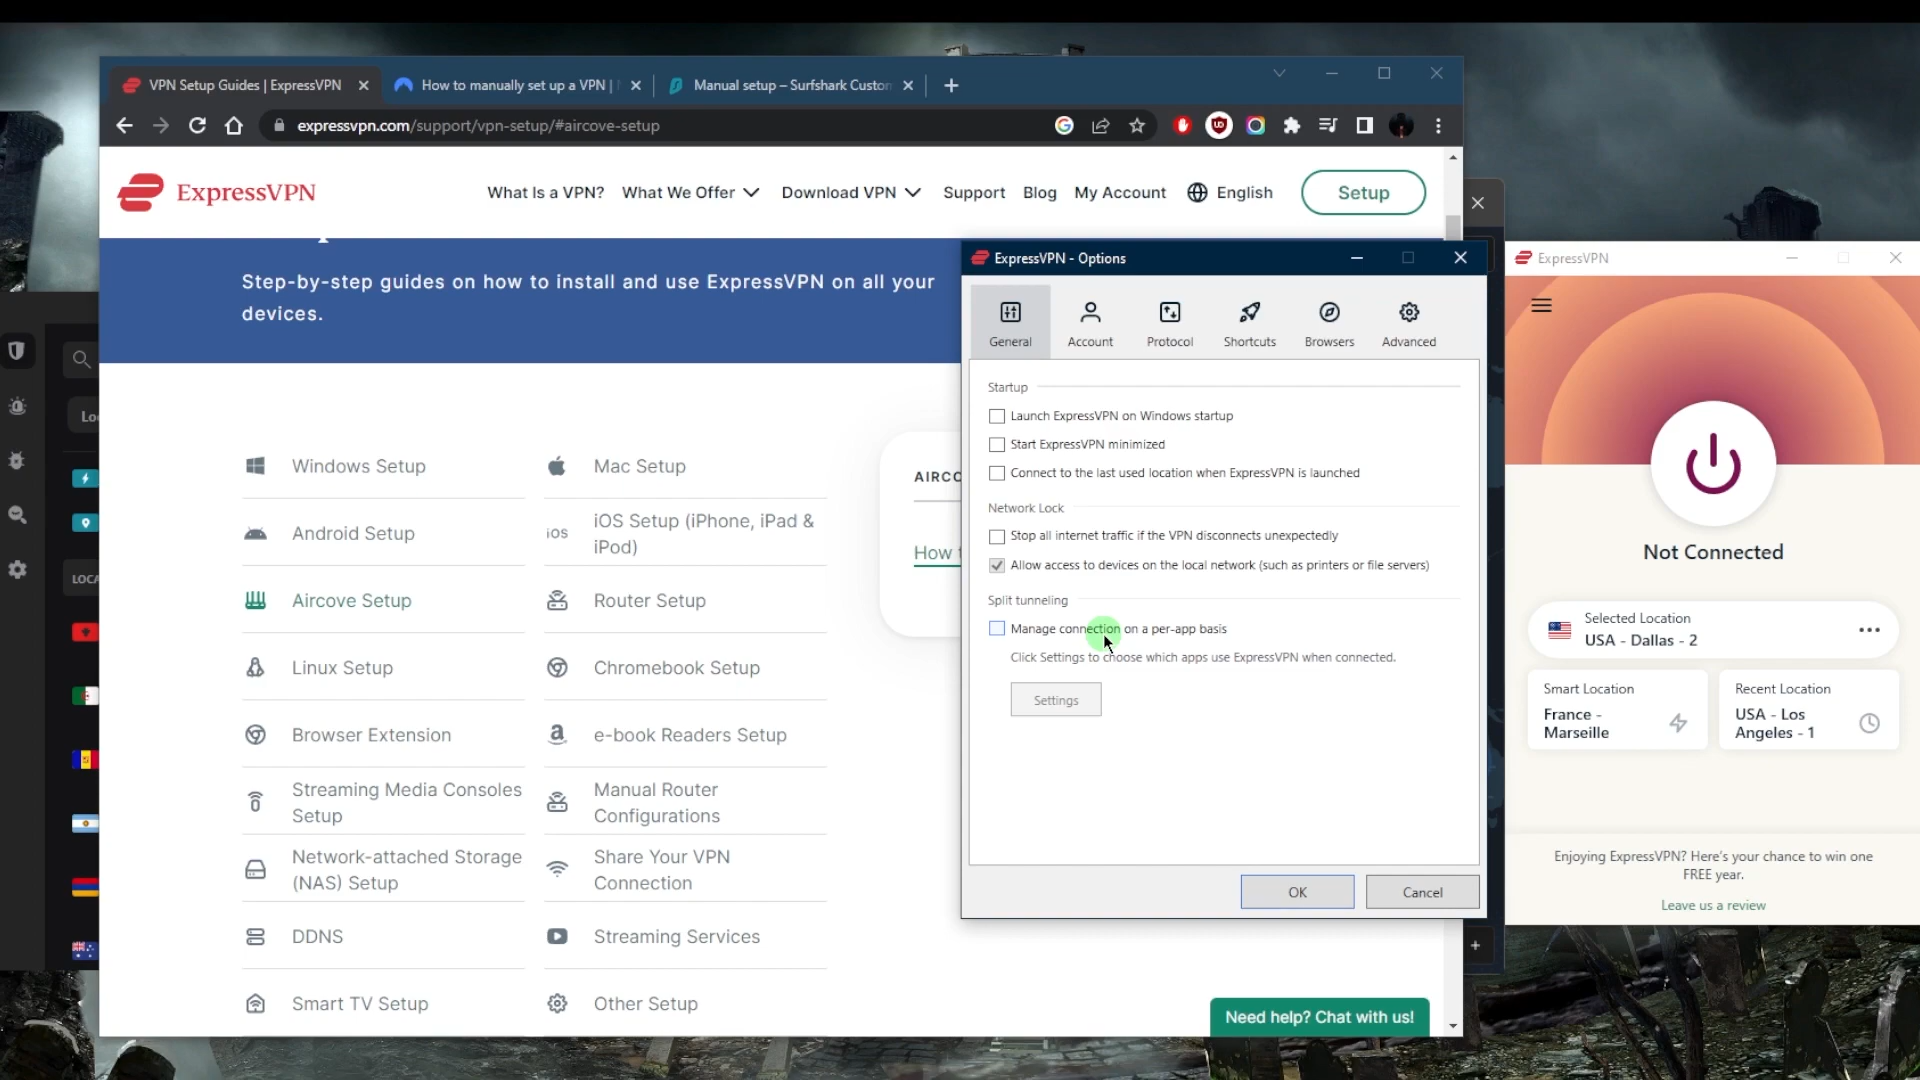 VPN Setup Guides | ExpressVPN
How to manually set up a VPN |
Manual setup – Surfshark Custom
expressvpn.com/support/vpn-setup/#aircove-setup
ExpressVPN
What Is a VPN?
What We Offer
Download VPN
Support
Blog
My Account
English
Setup
Step-by-step guides on how to install and use ExpressVPN on all your
devices.
Windows Setup
Mac Setup
Android Setup
iOS
iOS Setup (iPhone, iPad &
iPod)
Aircove Setup
Router Setup
Linux Setup
Chromebook Setup
Browser Extension
e-book Readers Setup
Streaming Media Consoles
Setup
Manual Router
Configurations
Network-attached Storage
(NAS) Setup
Share Your VPN
Connection
DDNS
Streaming Services
Smart TV Setup
Other Setup
AIRCO
How t
Need help? Chat with us!
Lo
LOCA
ExpressVPN - Options
General
Account
Protocol
Shortcuts
Browsers
Advanced
Startup
Launch ExpressVPN on Windows startup
Start ExpressVPN minimized
Connect to the last used location when ExpressVPN is launched
Network Lock
Stop all internet traffic if the VPN disconnects unexpectedly
Allow access to devices on the local network (such as printers or file servers)
Split tunneling
Manage connection on a per-app basis
Click Settings to choose which apps use ExpressVPN when connected.
Settings
OK
Cancel
ExpressVPN
Not Connected
Selected Location
USA - Dallas - 2
Smart Location
France -
Marseille
Recent Location
USA - Los
Angeles - 1
Enjoying ExpressVPN? Here's your chance to win one
FREE year.
Leave us a review